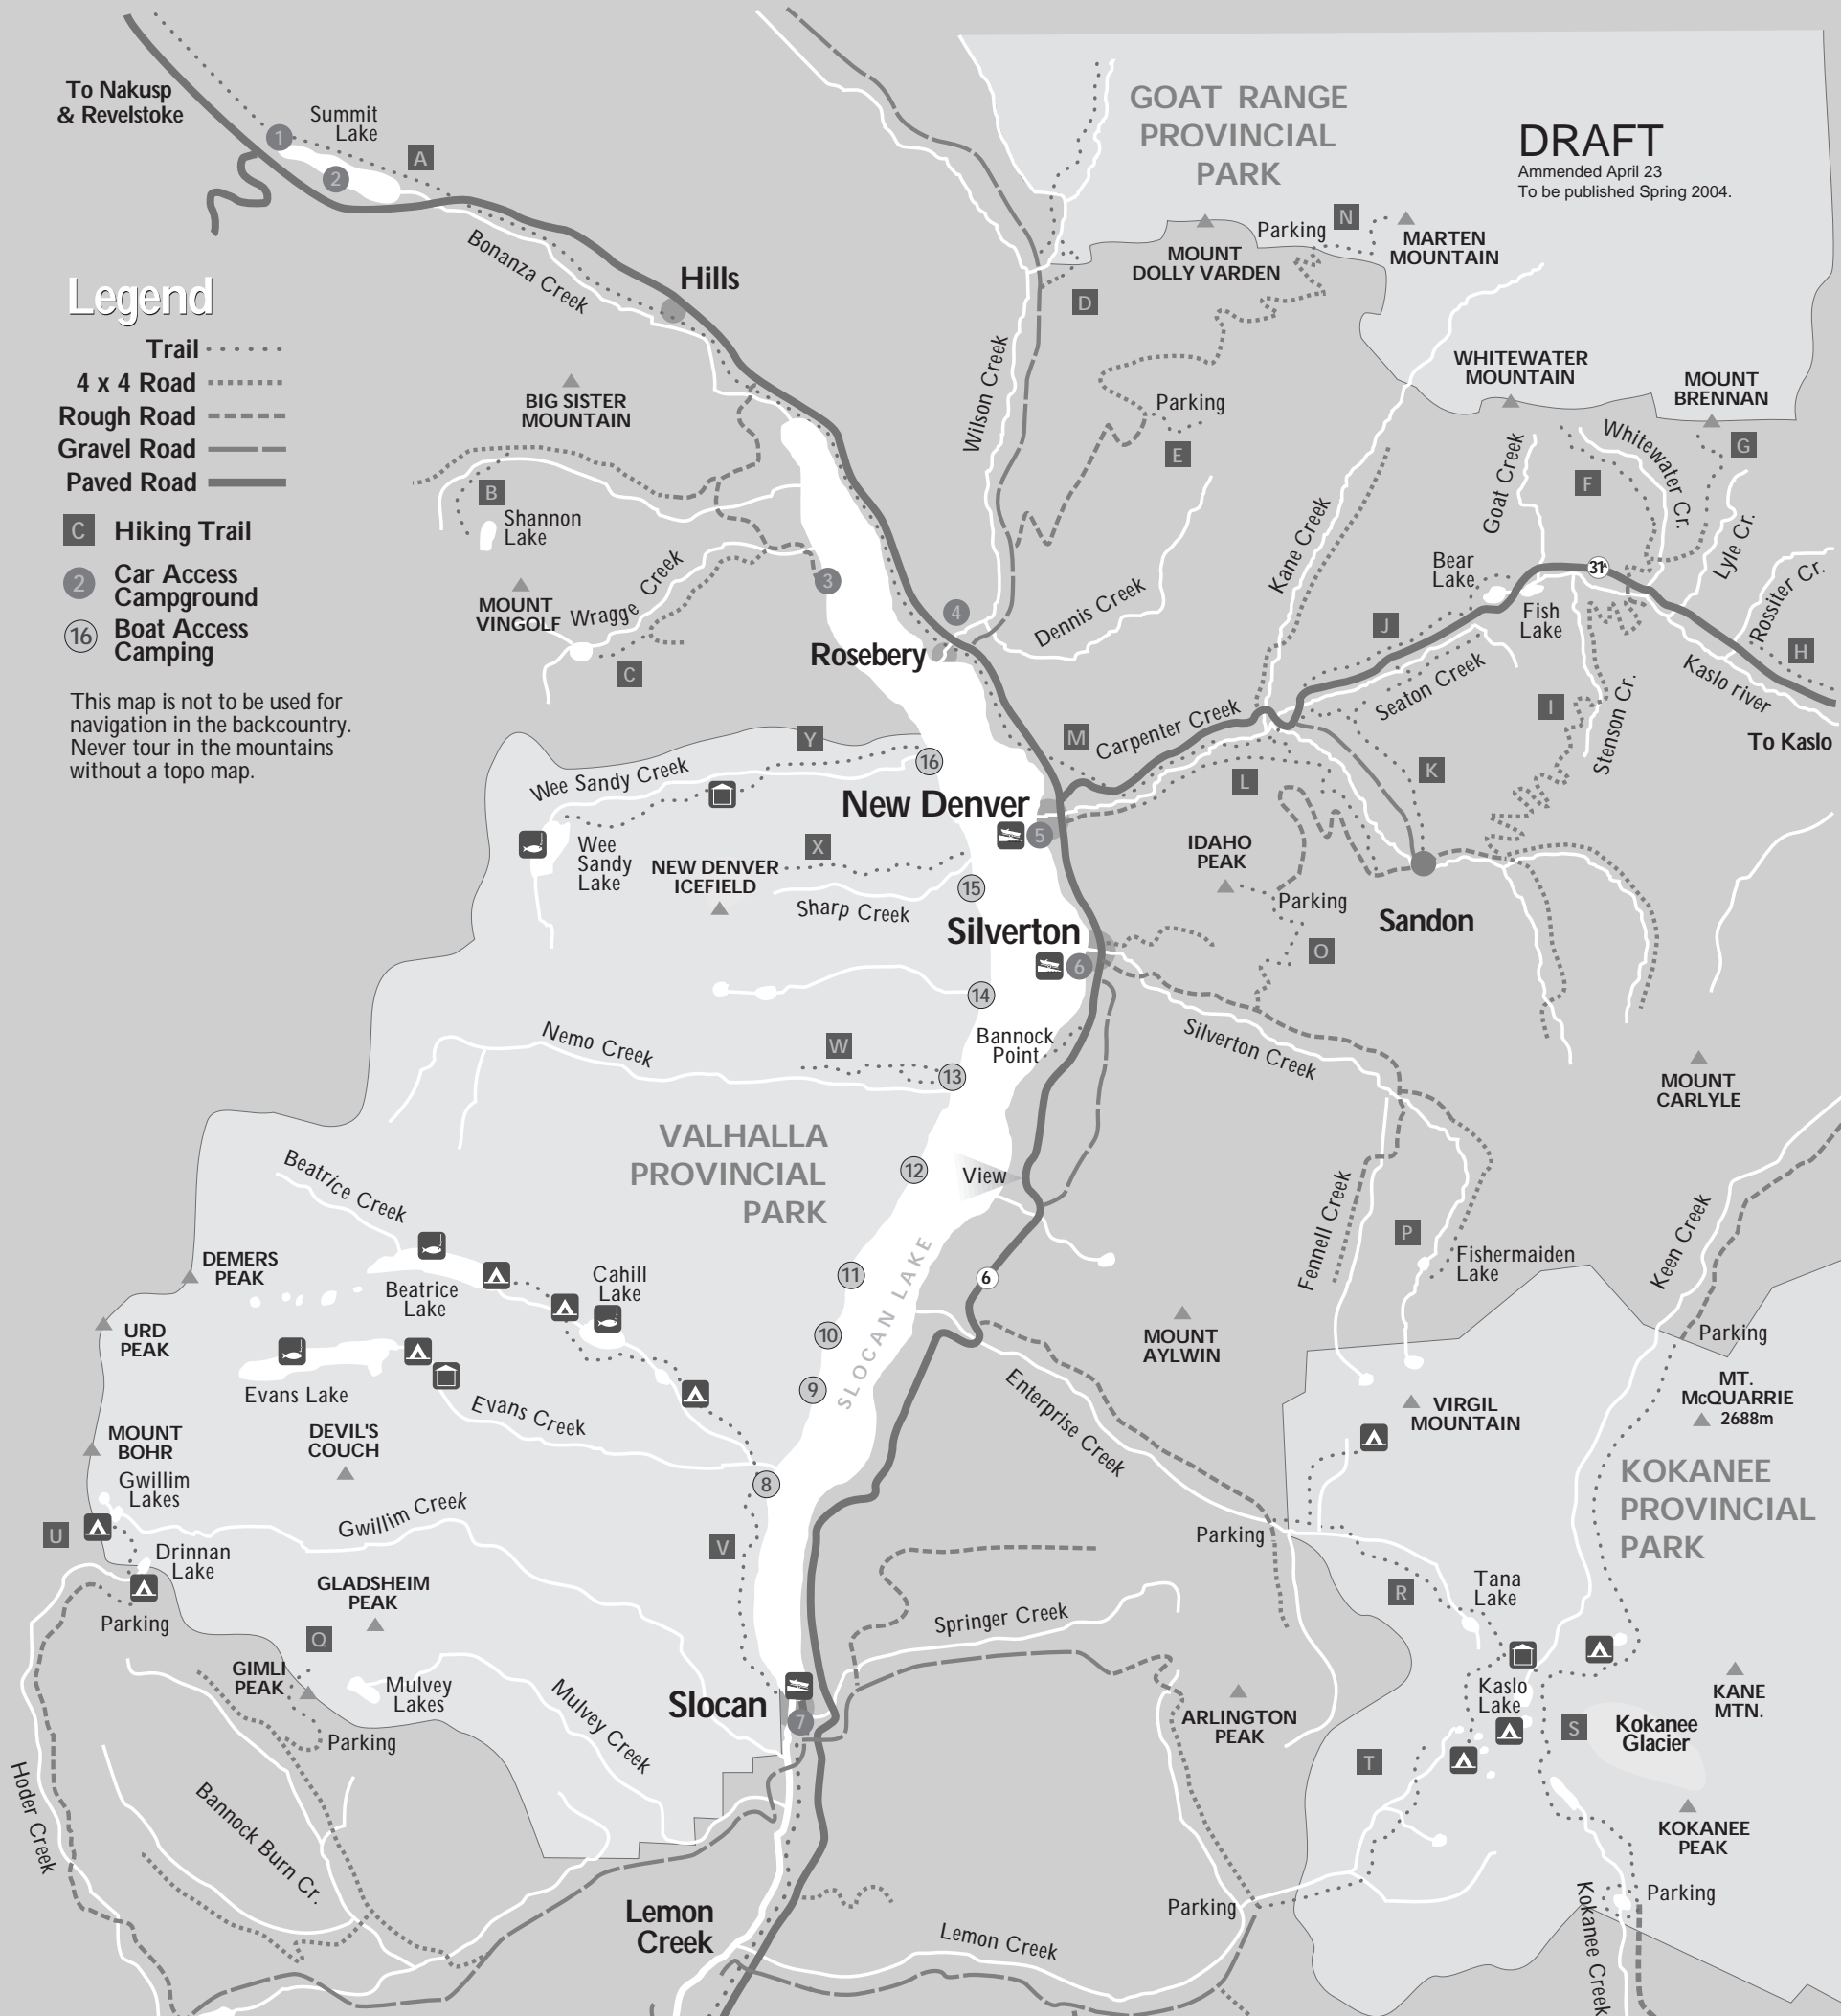 To Nakusp
& Revelstoke
1
Summit
Lake
2
A
Bonanza Creek
Hills
GOAT RANGE
PROVINCIAL
PARK
DRAFT
Ammended April 23
To be published Spring 2004.
Parking
N
MARTEN
MOUNTAIN
MOUNT
DOLLY VARDEN
D
Legend
Trail
4 x 4 Road
Rough Road
Gravel Road
Paved Road
C
Hiking Trail
2
Car Access
Campground
16
Boat Access
Camping
This map is not to be used for
navigation in the backcountry.
Never tour in the mountains
without a topo map.
BIG SISTER
MOUNTAIN
B
Shannon
Lake
MOUNT
VINGOLF
Wragge Creek
C
3
4
Rosebery
Wilson Creek
Parking
E
Dennis Creek
Kane Creek
WHITEWATER
MOUNTAIN
MOUNT
BRENNAN
G
Goat Creek
F
Whitewater Cr.
Lyle Cr.
Bear
Lake
31A
Fish
Lake
Rossiter Cr.
H
J
Seaton Creek
I
Stenson Cr.
Kaslo river
To Kaslo
M
Carpenter Creek
L
K
Y
Wee Sandy Creek
16
New Denver
5
Wee
Sandy
Lake
X
NEW DENVER
ICEFIELD
15
Sharp Creek
IDAHO
PEAK
Parking
Sandon
O
Silverton
6
14
Bannock
Point
Nemo Creek
W
13
Silverton Creek
MOUNT
CARLYLE
VALHALLA
PROVINCIAL
PARK
12
View
Beatrice Creek
DEMERS
PEAK
Beatrice
Lake
Cahill
Lake
11
SLOCAN LAKE
6
Fennell Creek
P
Fishermaiden
Lake
Keen Creek
URD
PEAK
10
MOUNT
AYLWIN
Parking
Evans Lake
9
Evans Creek
Enterprise Creek
VIRGIL
MOUNTAIN
MT.
McQUARRIE
2688m
MOUNT
BOHR
DEVIL'S
COUCH
Gwillim
Lakes
8
KOKANEE
PROVINCIAL
PARK
Gwillim Creek
U
V
Parking
Drinnan
Lake
GLADSHEIM
PEAK
Parking
Q
R
Tana
Lake
Springer Creek
GIMLI
PEAK
Mulvey
Lakes
Mulvey Creek
Slocan
7
ARLINGTON
PEAK
Kaslo
Lake
S
Kokanee
Glacier
KANE
MTN.
Parking
T
Hoder Creek
Bannock Burn Cr.
KOKANEE
PEAK
Lemon
Creek
Lemon Creek
Parking
Parking
Kokanee Creek